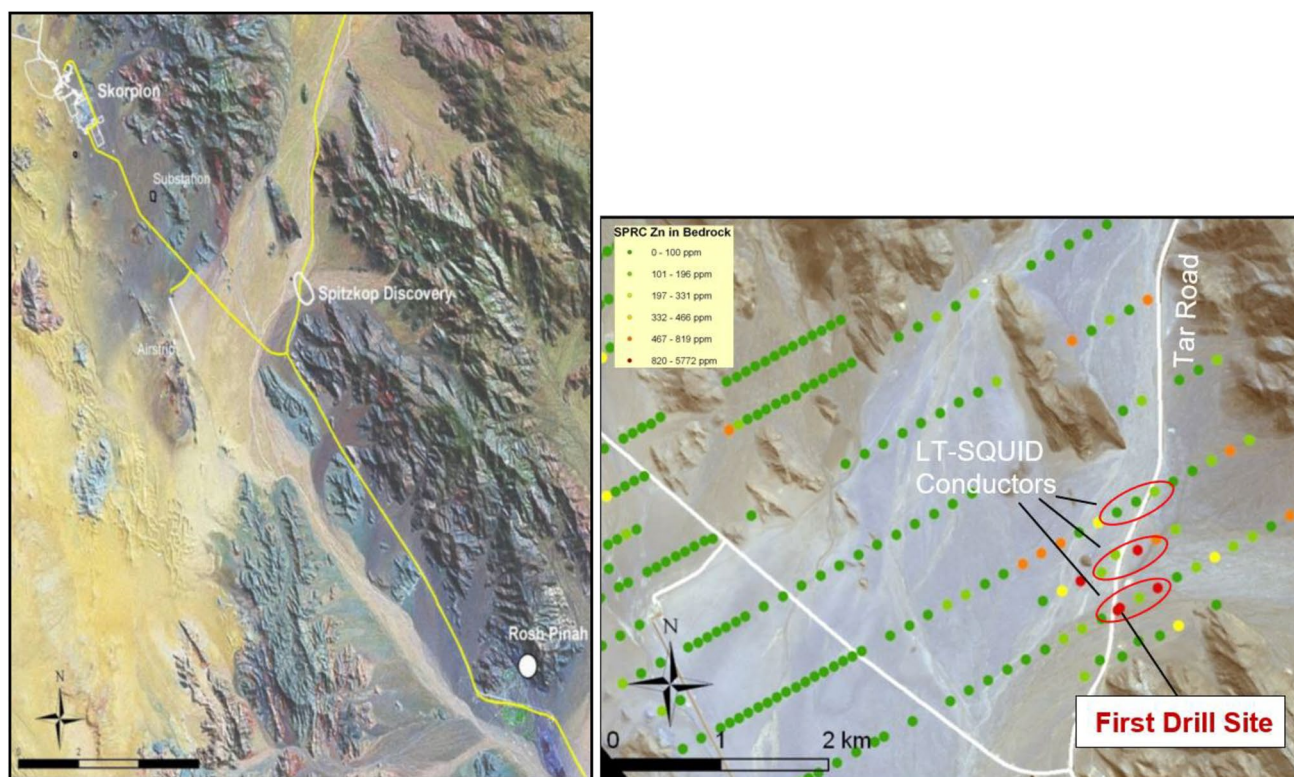 Skorpion
Substation
Spitzkop Discovery
Airstrip
Rosh Pinah
N
SPRC Zn in Bedrock
0 - 100 ppm
101 - 196 ppm
197 - 331 ppm
332 - 466 ppm
467 - 819 ppm
820 - 5772 ppm
Tar Road
LT-SQUID
Conductors
N
0 1 2 km
First Drill Site